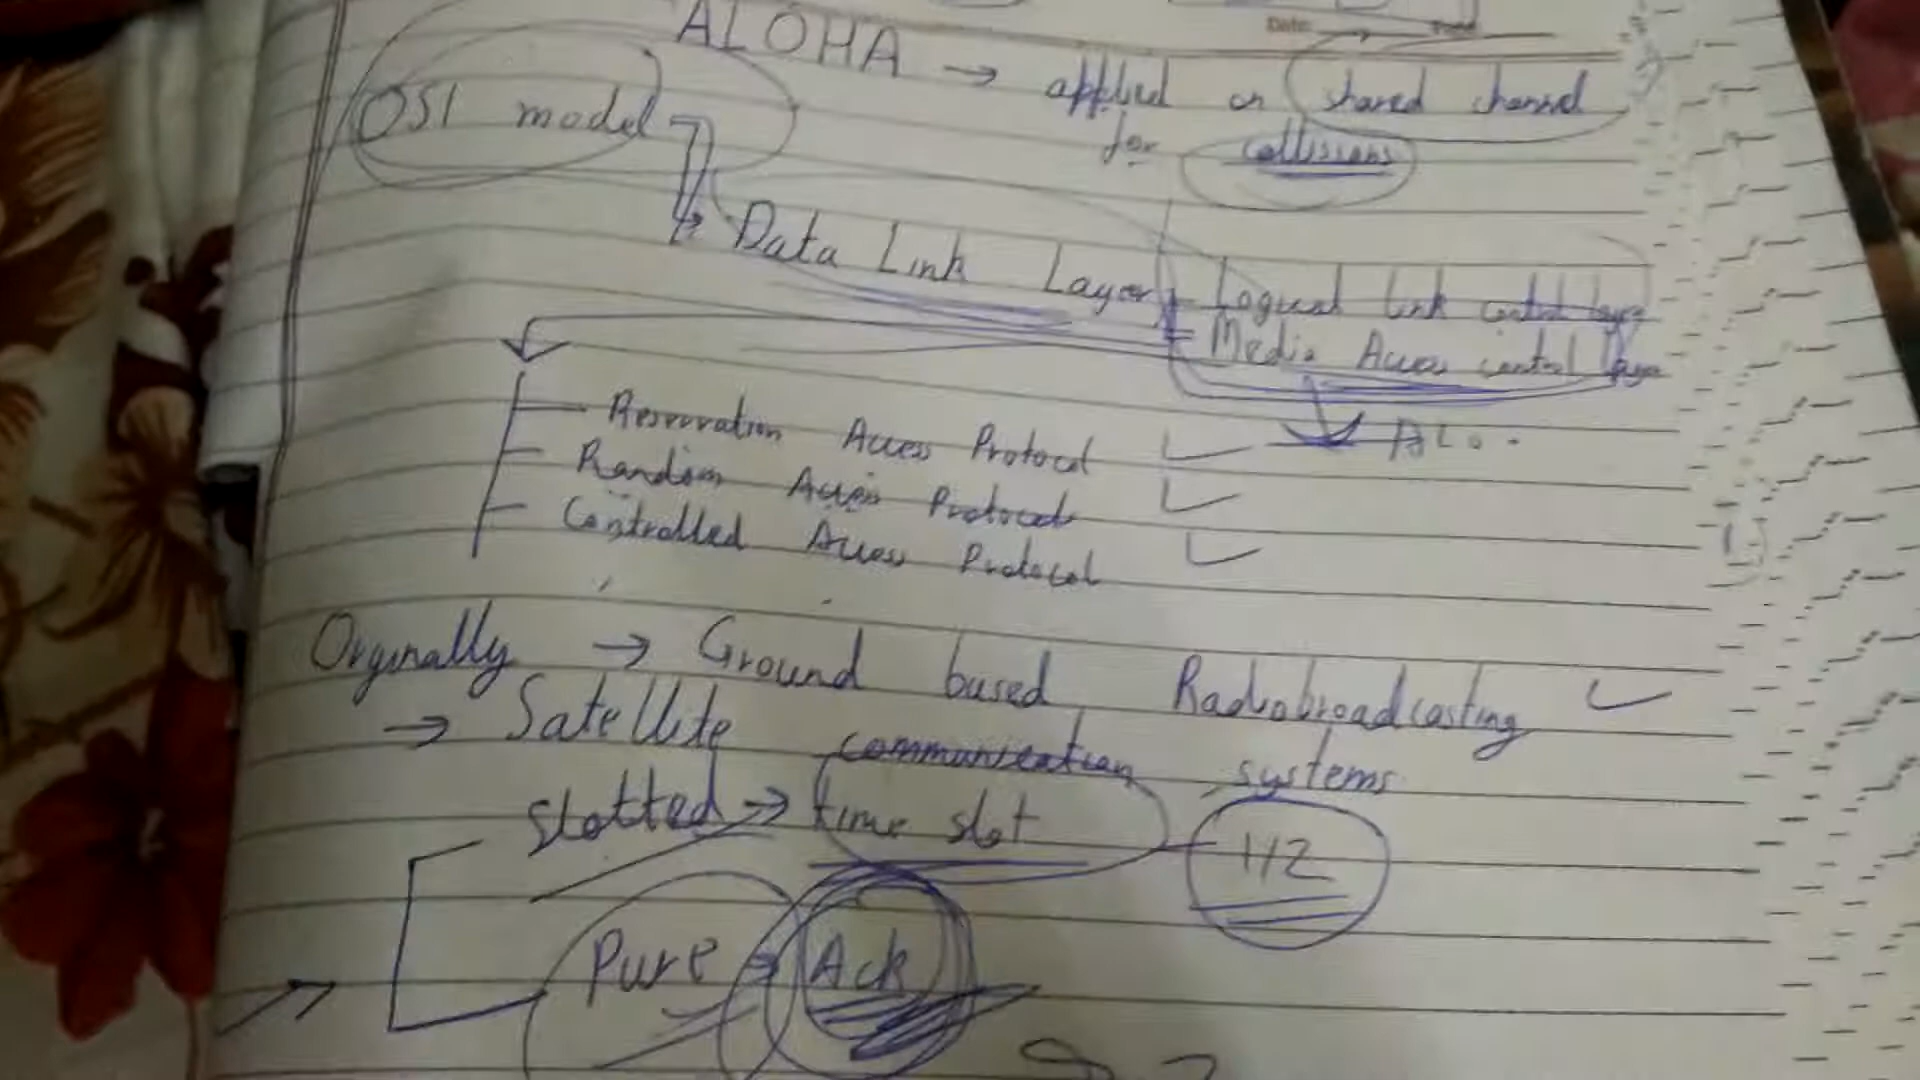 Date:
ALOHA → applied on shared channel
for collisions
OSI model
→ Data Link Layer
Logical link control layer
Media Access control layer
→ ALO
Reservation Access Protocol
Random Access Protocols
Controlled Access Protocol
Orginally → Ground based Radiobroadcasting
→ Satellite communication systems
slotted → time slot
1/2
Pure → Ack